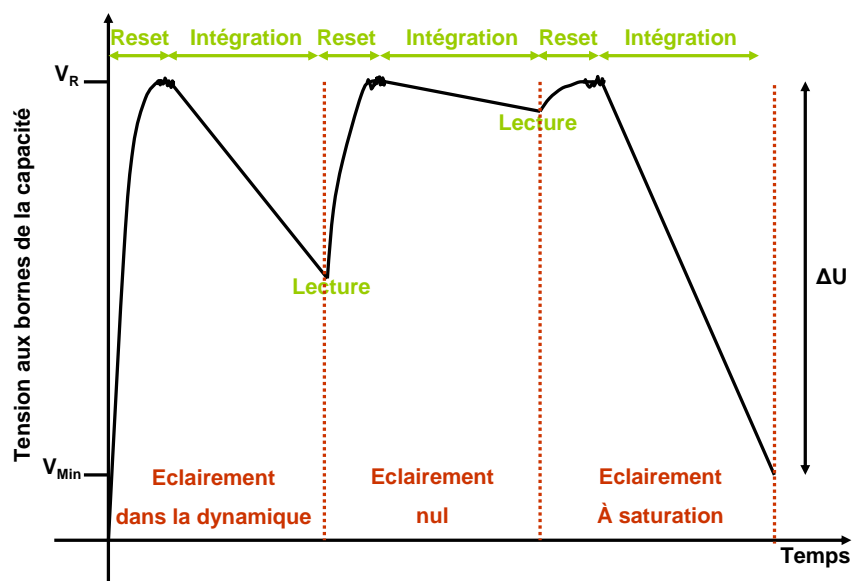 Reset Intégration Reset Intégration Reset Intégration
V_R
Tension aux bornes de la capacité
Lecture
Lecture
ΔU
V_Min
Eclairement
dans la dynamique
Eclairement
nul
Eclairement
À saturation
Temps